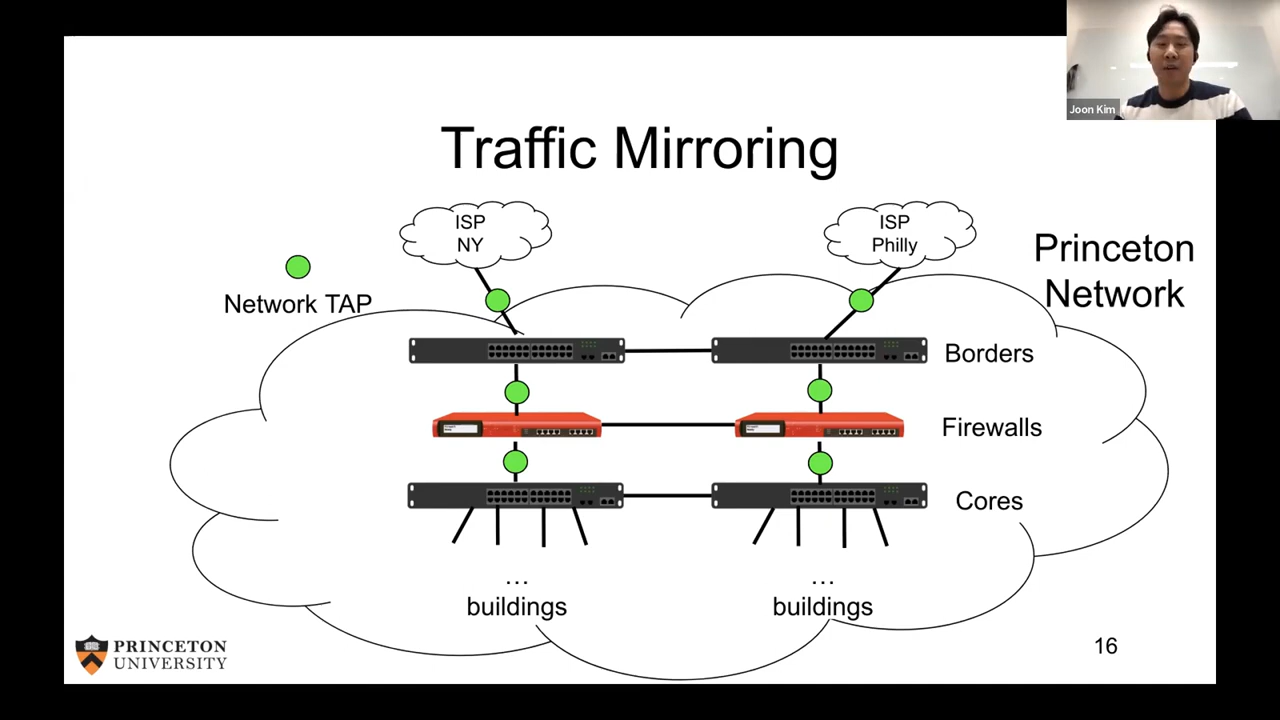 Joon Kim
Traffic Mirroring
ISP
NY
ISP
Philly
Princeton
Network
Network TAP
Borders
Firewalls
Cores
...
buildings
...
buildings
PRINCETON
UNIVERSITY
16